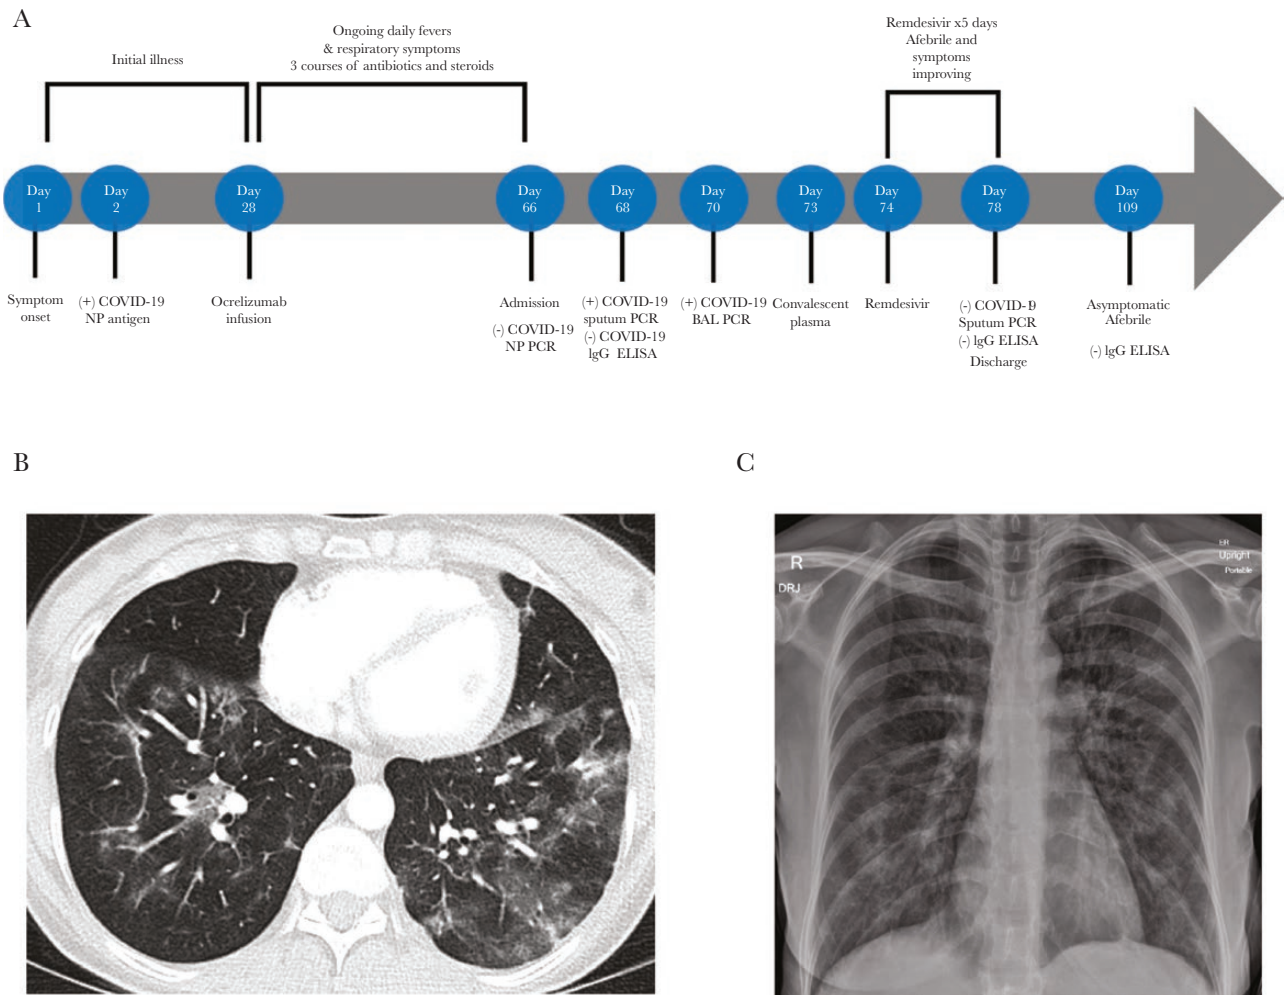 A
Ongoing daily fevers
& respiratory symptoms
3 courses of antibiotics and steroids
Initial illness
Remdesivir x5 days
Afebrile and
symptoms
improving
Day
1
Day
2
Day
28
Day
66
Day
68
Day
70
Day
73
Day
74
Day
78
Day
109
Symptom
onset
(+) COVID-19
NP antigen
Ocrelizumab
infusion
Admission
(-) COVID-19
NP PCR
(+) COVID-19
sputum PCR
(-) COVID-19
lgG ELISA
(+) COVID-19
BAL PCR
Convalescent
plasma
Remdesivir
(-) COVID-19
Sputum PCR
(-) lgG ELISA
Discharge
Asymptomatic
Afebrile
(-) lgG ELISA
B
C
R
DRJ
ER
Upright
Portable